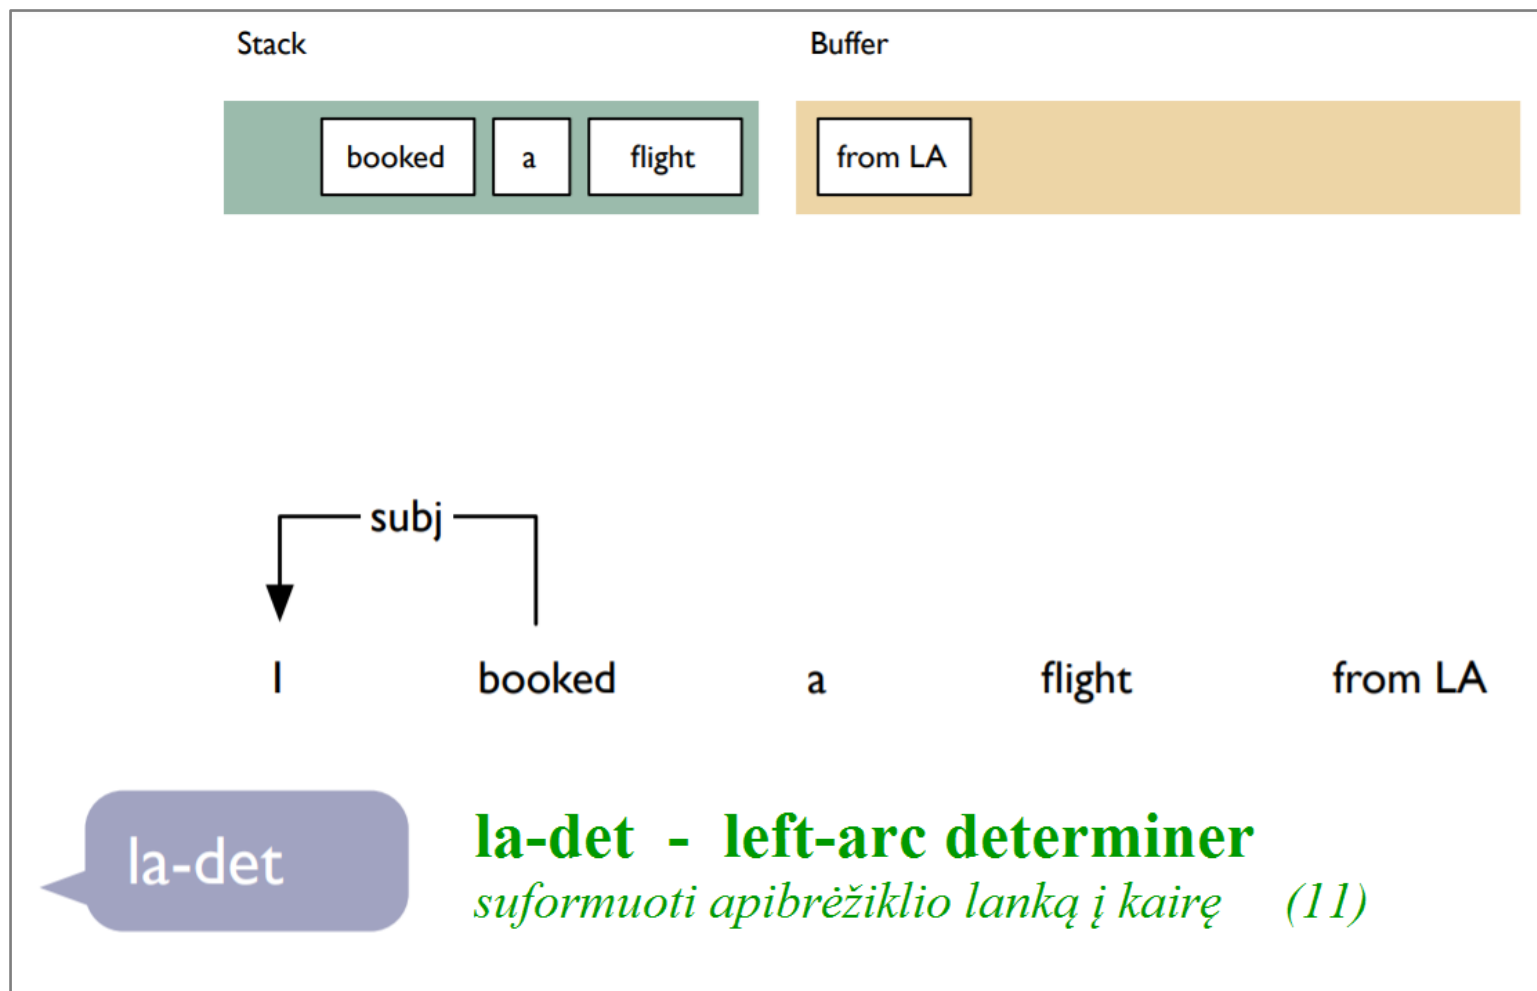 Stack Buffer
booked a flight from LA
subj
I booked a flight from LA
la-det la-det - left-arc determiner
suformuoti apibrėžiklio lanką į kairę (11)